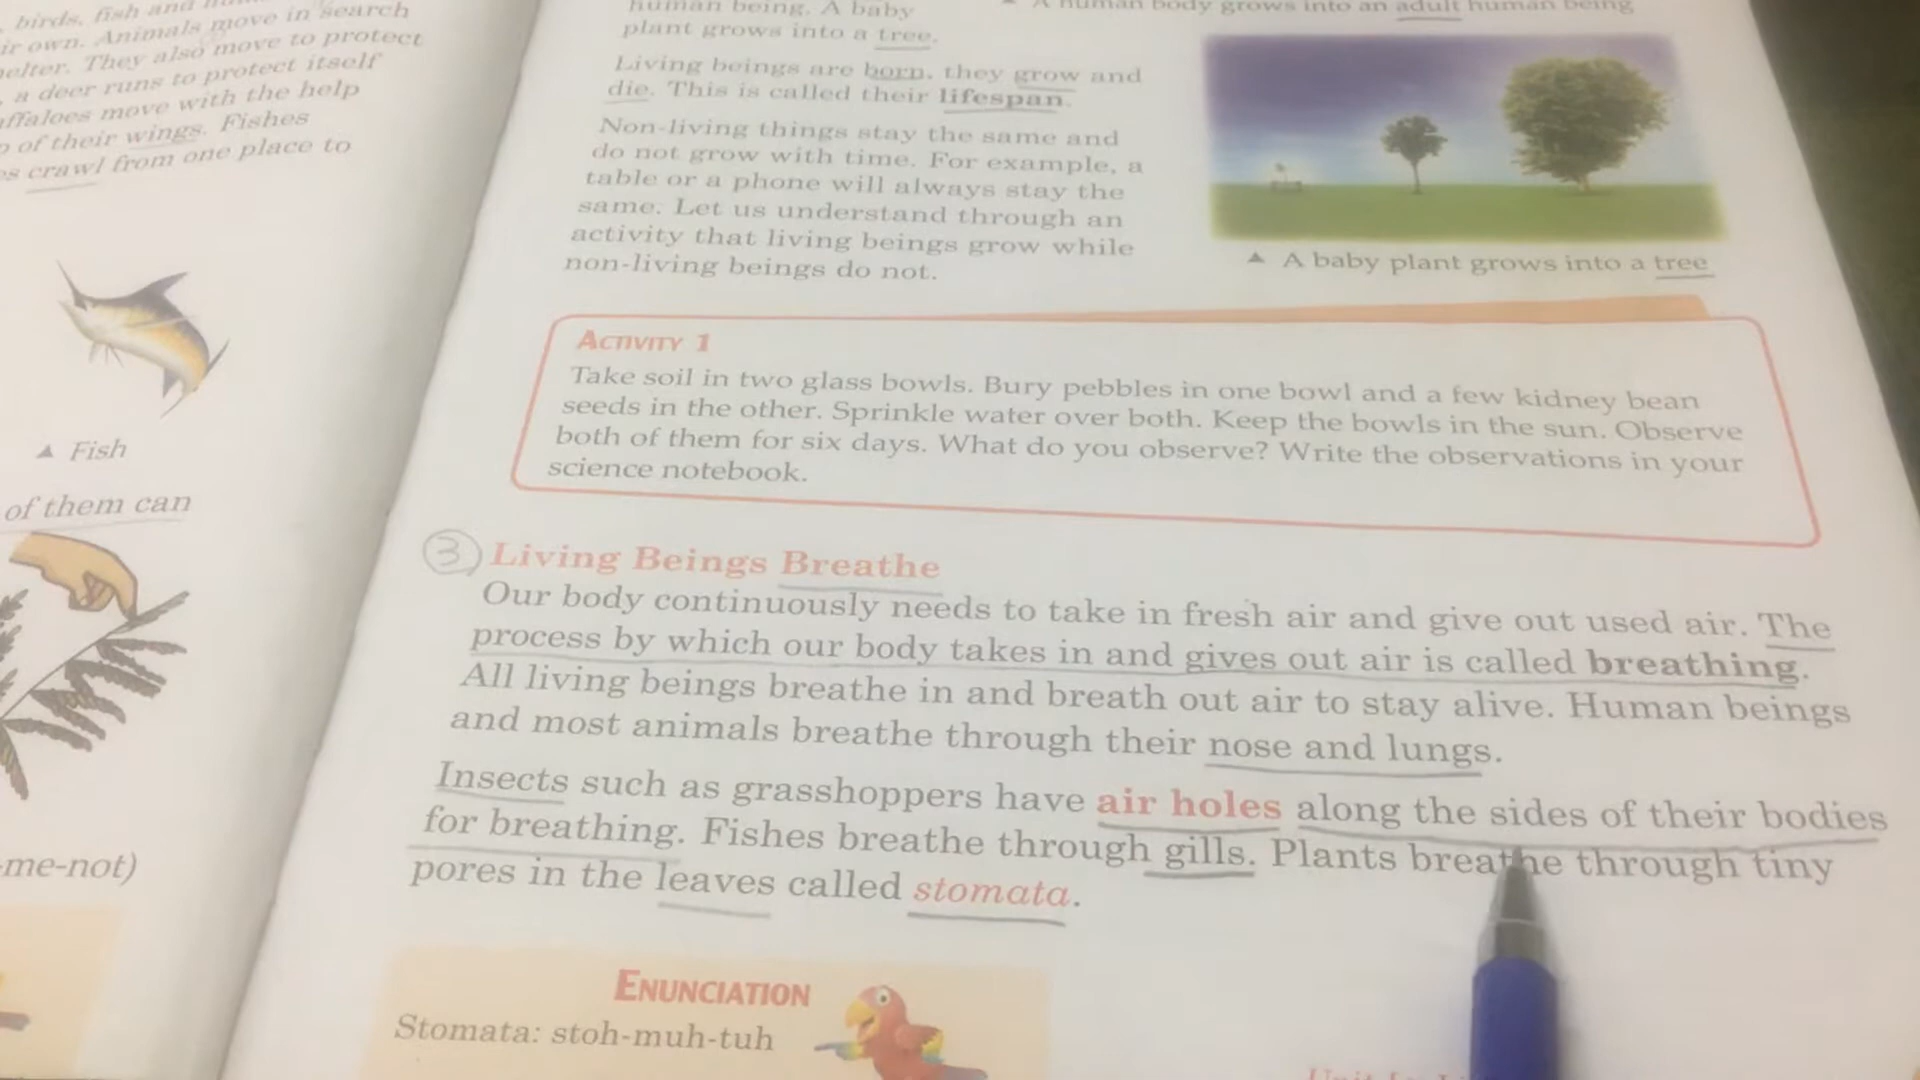 birds, fish and
ir own. Animals move in search
helter. They also move to protect
, a deer runs to protect itself
affaloes move with the help
p of their wings. Fishes
es crawl from one place to
▲ Fish
of them can
-me-not)
human being. A baby
plant grows into a tree.
Living beings are born, they grow and
die. This is called their lifespan.
Non-living things stay the same and
do not grow with time. For example, a
table or a phone will always stay the
same. Let us understand through an
activity that living beings grow while
non-living beings do not.
▲ A human body grows into an adult human being
▲ A baby plant grows into a tree
ACTIVITY 1
Take soil in two glass bowls. Bury pebbles in one bowl and a few kidney bean
seeds in the other. Sprinkle water over both. Keep the bowls in the sun. Observe
both of them for six days. What do you observe? Write the observations in your
science notebook.
3 Living Beings Breathe
Our body continuously needs to take in fresh air and give out used air. The
process by which our body takes in and gives out air is called breathing.
All living beings breathe in and breath out air to stay alive. Human beings
and most animals breathe through their nose and lungs.
Insects such as grasshoppers have air holes along the sides of their bodies
for breathing. Fishes breathe through gills. Plants breathe through tiny
pores in the leaves called stomata.
ENUNCIATION
Stomata: stoh-muh-tuh